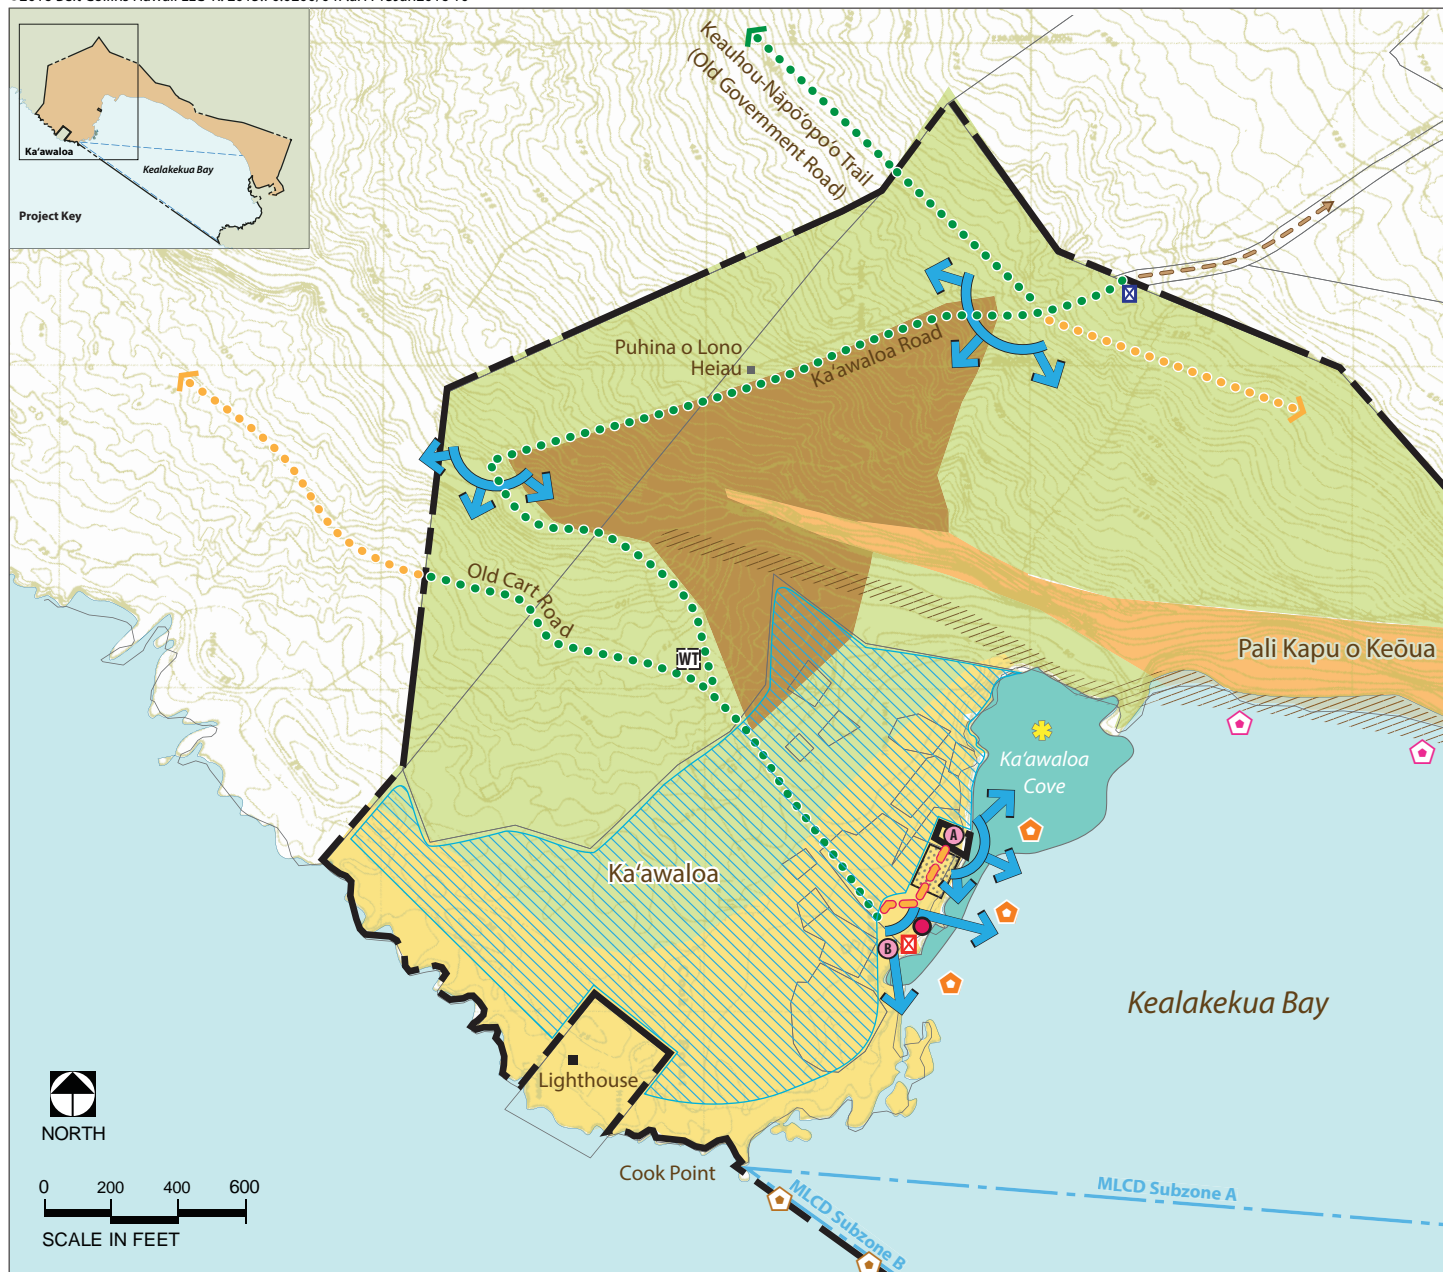 Ka‘awaloa
Kealakekua Bay
Project Key
Keauhou-Nāpō‘opo‘o Trail
(Old Government Road)
Puhina o Lono
Heiau
Ka‘awaloa Road
Old Cart Road
WT
Pali Kapu o Keōua
Ka‘awaloa
Cove
A
Ka‘awaloa
B
Kealakekua Bay
Lighthouse
NORTH
Cook Point
MLCD Subzone A
MLCD Subzone B
0 200 400 600
SCALE IN FEET